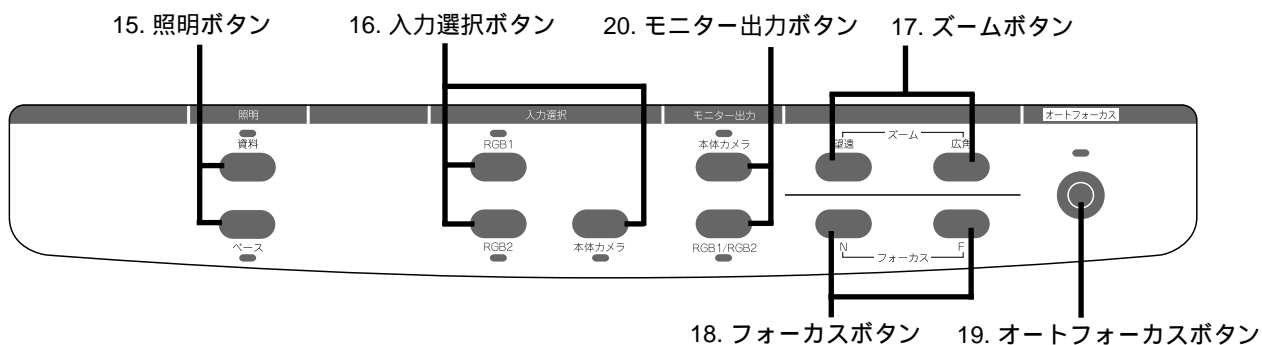 15. 照明ボタン
16. 入力選択ボタン
20. モニター出力ボタン
17. ズームボタン
照明
入力選択
モニター出力
オートフォーカス
資料
RGB1
本体カメラ
望遠
ズーム
広角
ベース
RGB2
本体カメラ
RGB1/RGB2
N
フォーカス
F
18. フォーカスボタン
19. オートフォーカスボタン